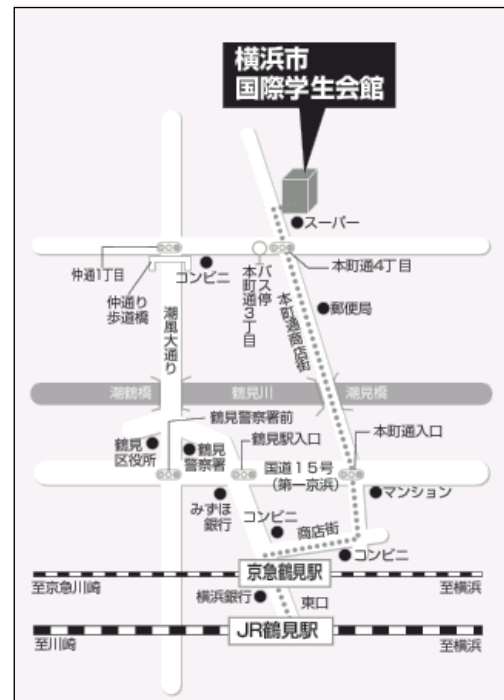 横浜市
国際学生会館
スーパー
仲通1丁目
コンビニ
仲通り
歩道橋
バス停
本町通3丁目
本町通4丁目
本町通商店街
郵便局
潮風大通り
潮鶴橋
鶴見川
潮見橋
鶴見警察署前
鶴見
区役所
鶴見
警察署
鶴見駅入口
本町通入口
国道15号
(第一京浜)
マンション
みずほ
銀行
コンビニ
商店街
コンビニ
京急鶴見駅
至京急川崎
至横浜
横浜銀行
東口
JR鶴見駅
至川崎
至横浜